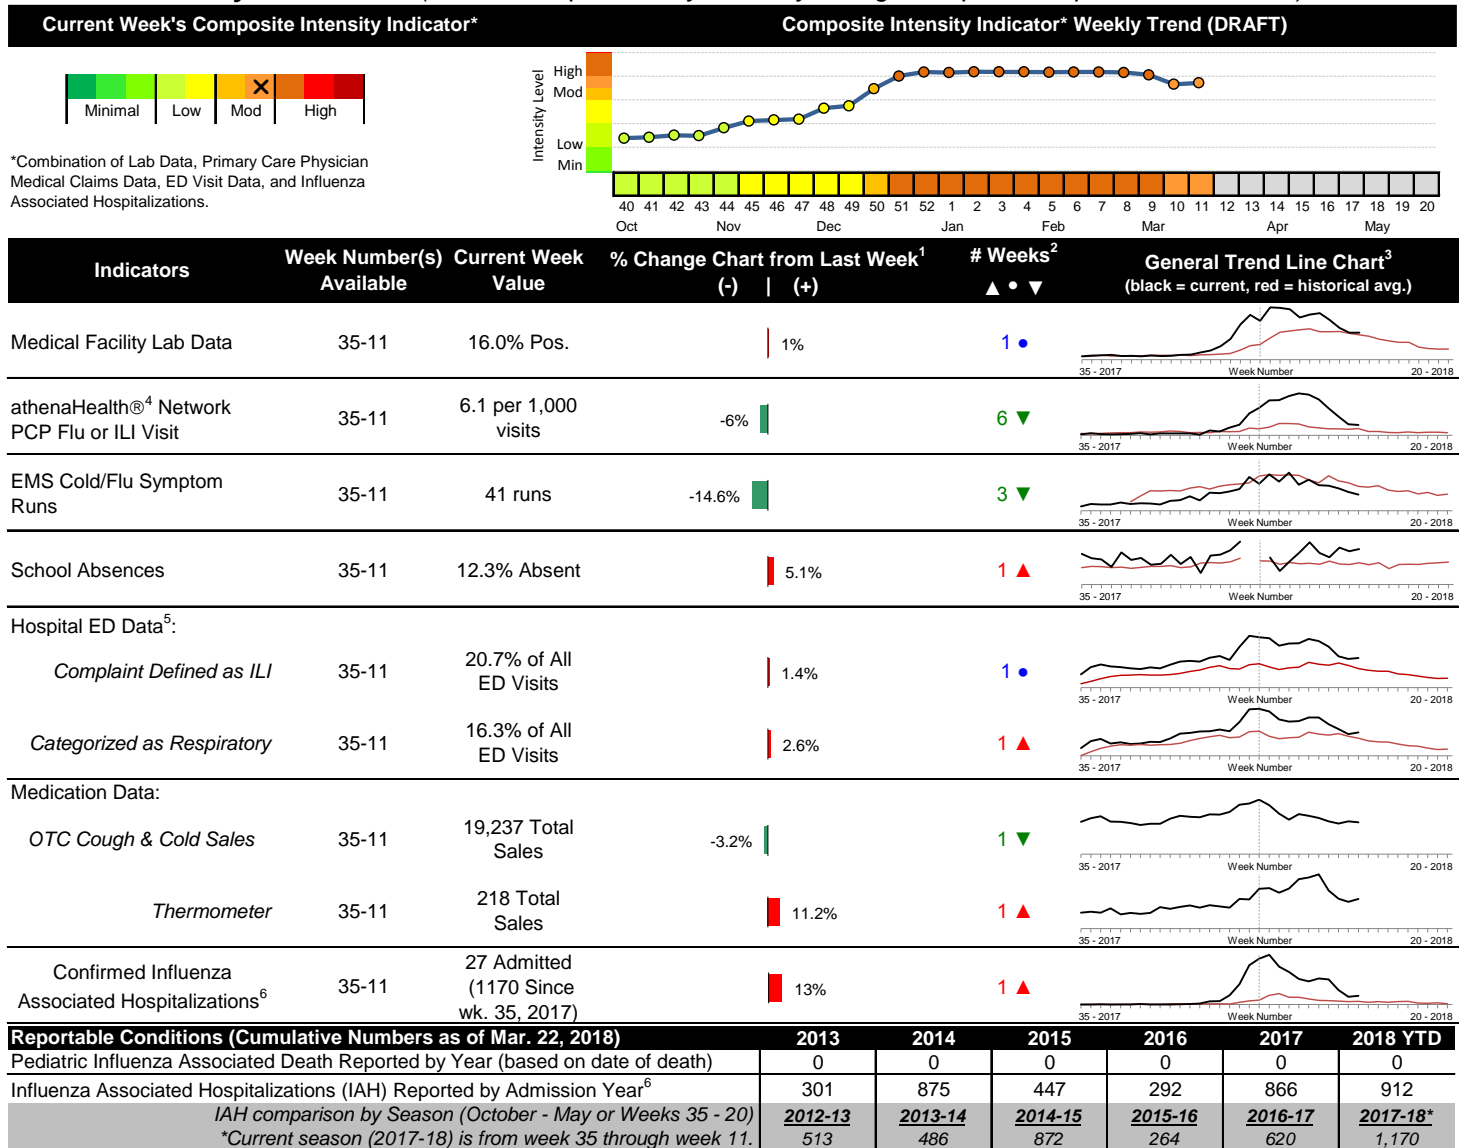 Current Week's Composite Intensity Indicator*
Composite Intensity Indicator* Weekly Trend (DRAFT)
Minimal Low Mod High
*Combination of Lab Data, Primary Care Physician
Medical Claims Data, ED Visit Data, and Influenza
Associated Hospitalizations.
Intensity Level
High
Mod
Low
Min
40 41 42 43 44 45 46 47 48 49 50 51 52 1 2 3 4 5 6 7 8 9 10 11 12 13 14 15 16 17 18 19 20
Oct Nov Dec Jan Feb Mar Apr May
Indicators
Week Number(s)
Available
Current Week
Value
% Change Chart from Last Week1
(-) | (+)
# Weeks2
▲ • ▼
General Trend Line Chart3
(black = current, red = historical avg.)
Medical Facility Lab Data 35-11 16.0% Pos. 1% 1 ●
35 - 2017 Week Number 20 - 2018
athenaHealth®4 Network
PCP Flu or ILI Visit
35-11
6.1 per 1,000
visits
-6% 6 ▼
35 - 2017 Week Number 20 - 2018
EMS Cold/Flu Symptom
Runs
35-11 41 runs -14.6% 3 ▼
35 - 2017 Week Number 20 - 2018
School Absences 35-11 12.3% Absent 5.1% 1 ▲
35 - 2017 Week Number 20 - 2018
Hospital ED Data5:
Complaint Defined as ILI 35-11
20.7% of All
ED Visits
1.4% 1 ●
35 - 2017 Week Number 20 - 2018
Categorized as Respiratory 35-11
16.3% of All
ED Visits
2.6% 1 ▲
35 - 2017 Week Number 20 - 2018
Medication Data:
OTC Cough & Cold Sales 35-11
19,237 Total
Sales
-3.2% 1 ▼
35 - 2017 Week Number 20 - 2018
Thermometer 35-11
218 Total
Sales
11.2% 1 ▲
35 - 2017 Week Number 20 - 2018
Confirmed Influenza
Associated Hospitalizations6
35-11
27 Admitted
(1170 Since
wk. 35, 2017)
13% 1 ▲
35 - 2017 Week Number 20 - 2018
Reportable Conditions (Cumulative Numbers as of Mar. 22, 2018) 2013 2014 2015 2016 2017 2018 YTD
Pediatric Influenza Associated Death Reported by Year (based on date of death) 0 0 0 0 0 0
Influenza Associated Hospitalizations (IAH) Reported by Admission Year6 301 875 447 292 866 912
IAH comparison by Season (October - May or Weeks 35 - 20) 2012-13 2013-14 2014-15 2015-16 2016-17 2017-18*
*Current season (2017-18) is from week 35 through week 11. 513 486 872 264 620 1,170